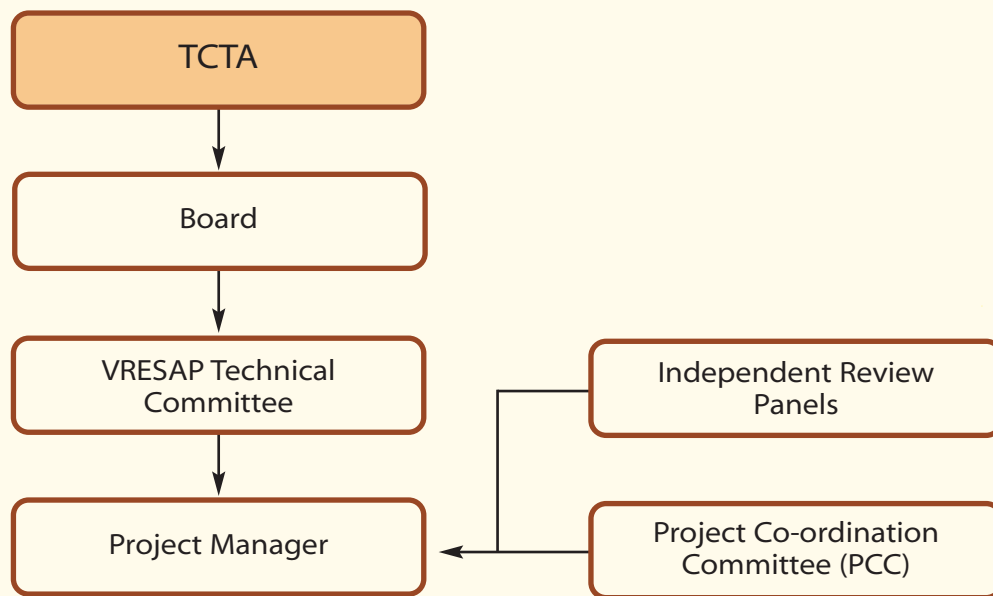 TCTA
Board
VRESAP Technical
Committee
Independent Review
Panels
Project Manager
Project Co-ordination
Committee (PCC)